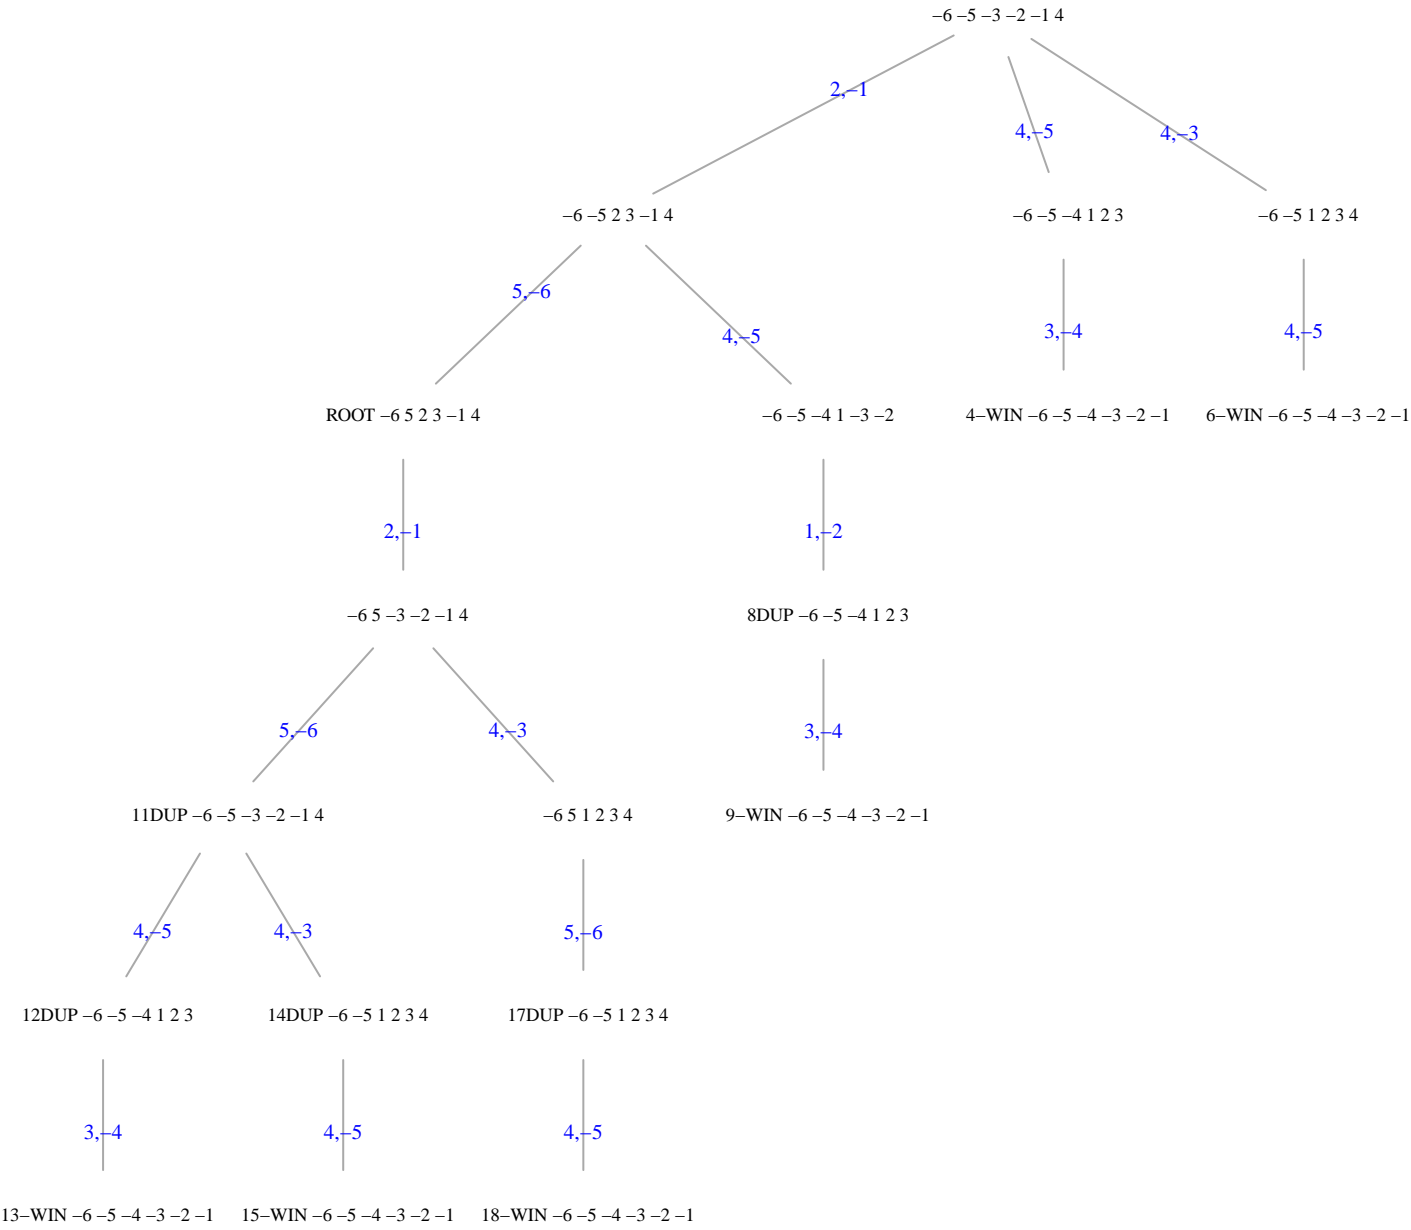 −6 −5 −3 −2 −1 4
2,−1
4,−5
4,−3
−6 −5 2 3 −1 4
−6 −5 −4 1 2 3
−6 −5 1 2 3 4
5,−6
4,−5
3,−4
4,−5
ROOT −6 5 2 3 −1 4
−6 −5 −4 1 −3 −2
4−WIN −6 −5 −4 −3 −2 −1
6−WIN −6 −5 −4 −3 −2 −1
2,−1
1,−2
−6 5 −3 −2 −1 4
8DUP −6 −5 −4 1 2 3
5,−6
4,−3
3,−4
11DUP −6 −5 −3 −2 −1 4
−6 5 1 2 3 4
9−WIN −6 −5 −4 −3 −2 −1
4,−5
4,−3
5,−6
12DUP −6 −5 −4 1 2 3
14DUP −6 −5 1 2 3 4
17DUP −6 −5 1 2 3 4
3,−4
4,−5
4,−5
13−WIN −6 −5 −4 −3 −2 −1
15−WIN −6 −5 −4 −3 −2 −1
18−WIN −6 −5 −4 −3 −2 −1